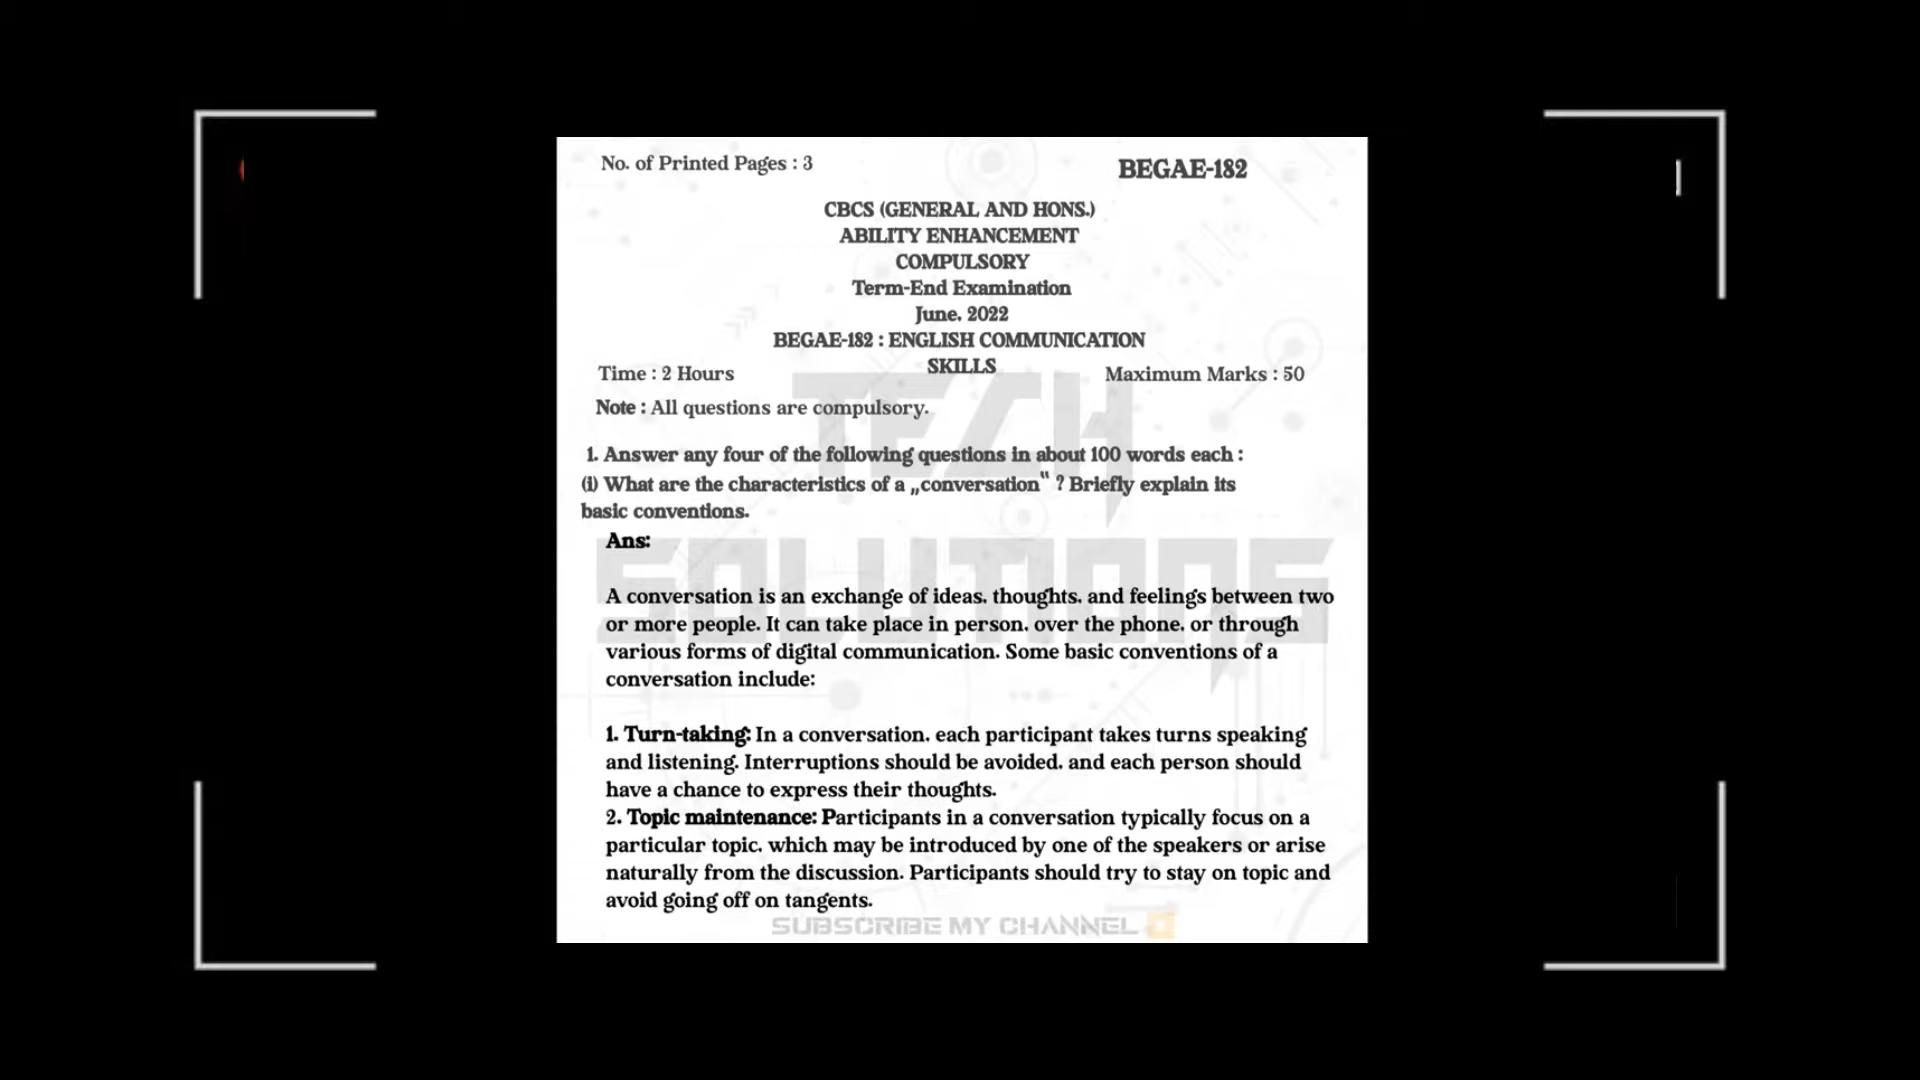 No. of Printed Pages : 3
BEGAE-182
CBCS (GENERAL AND HONS.)
ABILITY ENHANCEMENT
COMPULSORY
Term-End Examination
June. 2022
BEGAE-182 : ENGLISH COMMUNICATION
SKILLS
Time : 2 Hours
Maximum Marks : 50
Note : All questions are compulsory.
1. Answer any four of the following questions in about 100 words each :
(i) What are the characteristics of a „conversation‟ ? Briefly explain its
basic conventions.
Ans:
A conversation is an exchange of ideas. thoughts. and feelings between two
or more people. It can take place in person. over the phone. or through
various forms of digital communication. Some basic conventions of a
conversation include:
1. Turn-taking: In a conversation. each participant takes turns speaking
and listening. Interruptions should be avoided. and each person should
have a chance to express their thoughts.
2. Topic maintenance: Participants in a conversation typically focus on a
particular topic. which may be introduced by one of the speakers or arise
naturally from the discussion. Participants should try to stay on topic and
avoid going off on tangents.
TECH
SOLUTIONS
SUBSCRIBE MY CHANNEL